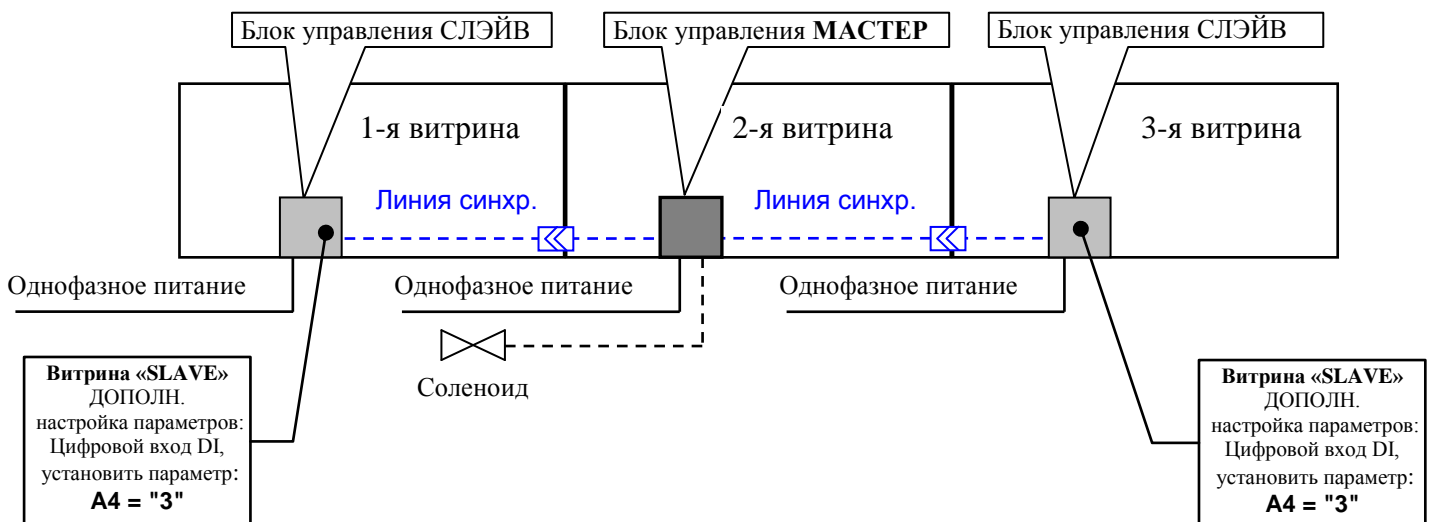 Блок управления СЛЭЙВ
Блок управления МАСТЕР
Блок управления СЛЭЙВ
1-я витрина
2-я витрина
3-я витрина
Линия синхр.
Линия синхр.
Однофазное питание
Однофазное питание
Однофазное питание
Соленоид
Витрина «SLAVE»
ДОПОЛН.
настройка параметров:
Цифровой вход DI,
установить параметр:
A4 = "3"
Витрина «SLAVE»
ДОПОЛН.
настройка параметров:
Цифровой вход DI,
установить параметр:
A4 = "3"